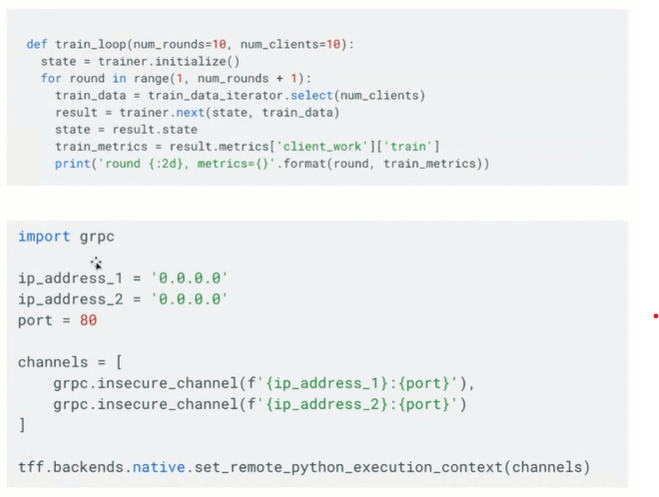 def train_loop(num_rounds=10, num_clients=10):
  state = trainer.initialize()
  for round in range(1, num_rounds + 1):
    train_data = train_data_iterator.select(num_clients)
    result = trainer.next(state, train_data)
    state = result.state
    train_metrics = result.metrics['client_work']['train']
    print('round {:2d}, metrics={}'.format(round, train_metrics))
import grpc
ip_address_1 = '0.0.0.0'
ip_address_2 = '0.0.0.0'
port = 80
channels = [
    grpc.insecure_channel(f'{ip_address_1}:{port}'),
    grpc.insecure_channel(f'{ip_address_2}:{port}')
]
tff.backends.native.set_remote_python_execution_context(channels)